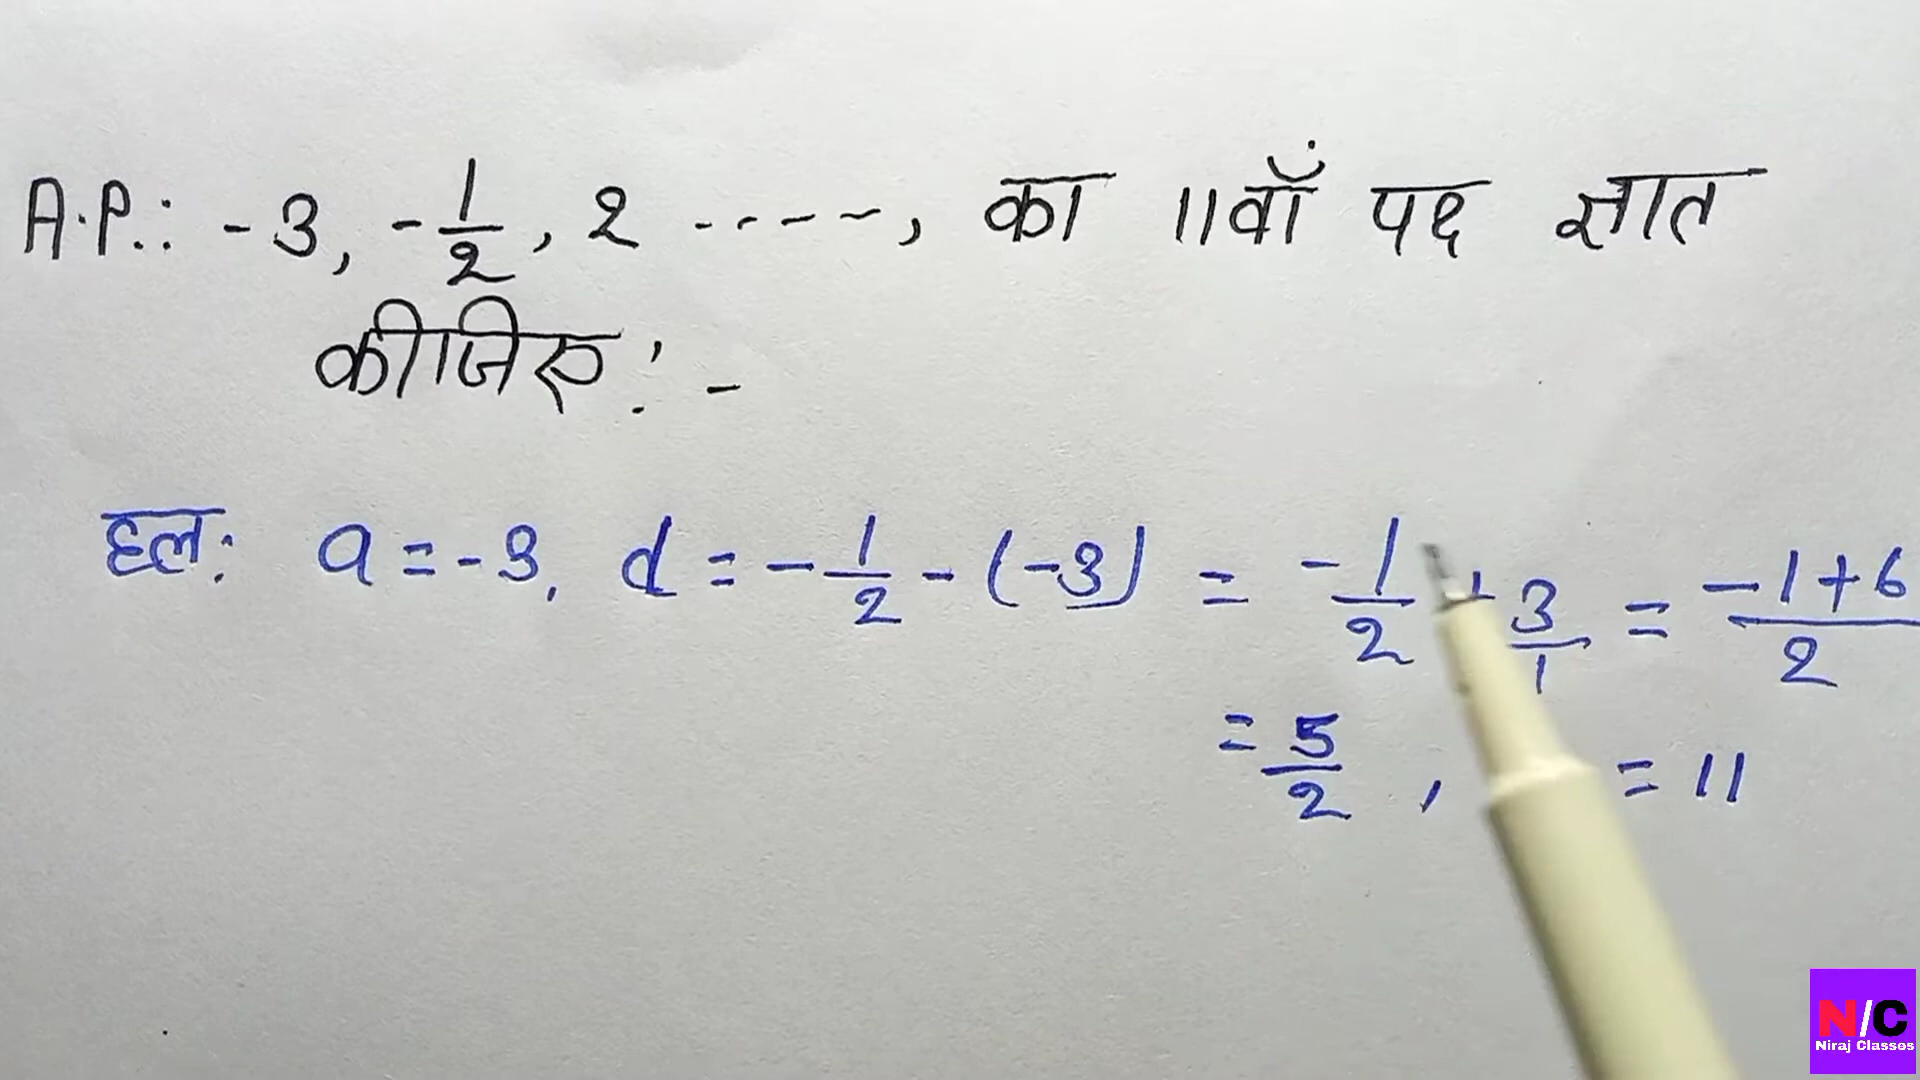 A.P.: -3, -1/2, 2 ----, का 11वाँ पद ज्ञात
कीजिए:-
हल: a = -3, d = -1/2 - (-3) = -1/2 + 3/1 = -1+6/2
= 5/2 , = 11
N/C
Niraj Classes